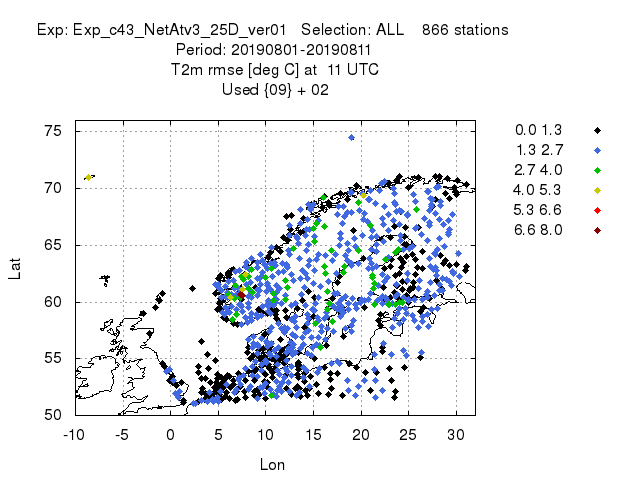 Exp: Exp_c43_NetAtv3_25D_ver01 Selection: ALL 866 stations
Period: 20190801-20190811
T2m rmse [deg C] at 11 UTC
Used {09} + 02
75
70
65
60
55
50
Lat
-10 -5 0 5 10 15 20 25 30
Lon
0.0 1.3
1.3 2.7
2.7 4.0
4.0 5.3
5.3 6.6
6.6 8.0